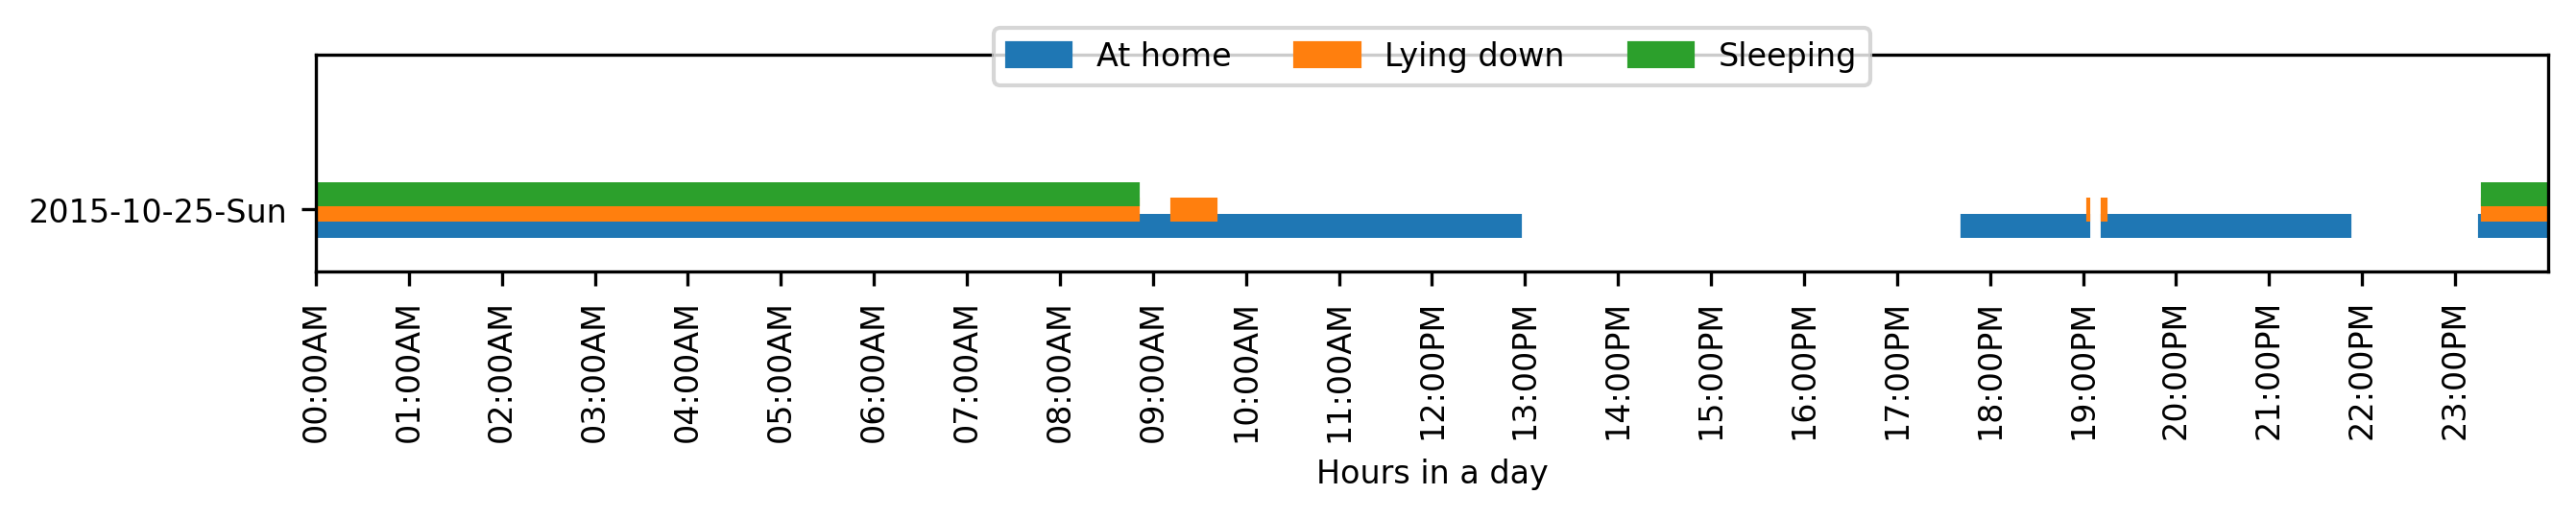 At home Lying down Sleeping
2015-10-25-Sun
00:00AM 01:00AM 02:00AM 03:00AM 04:00AM 05:00AM 06:00AM 07:00AM 08:00AM 09:00AM 10:00AM 11:00AM 12:00PM 13:00PM 14:00PM 15:00PM 16:00PM 17:00PM 18:00PM 19:00PM 20:00PM 21:00PM 22:00PM 23:00PM
Hours in a day